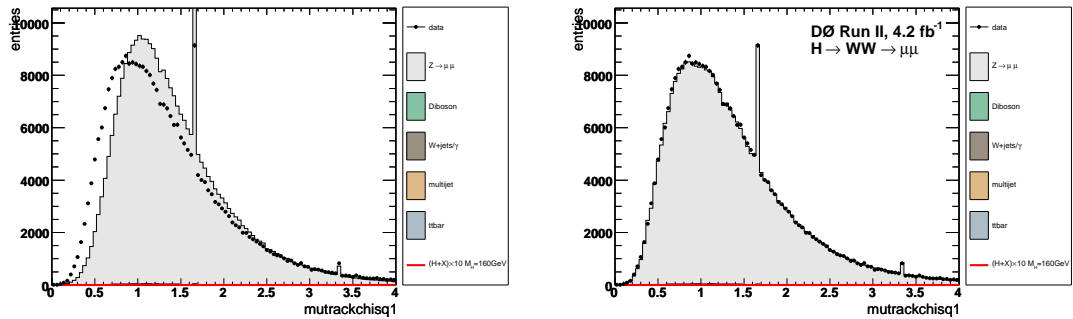 entries
10000
8000
6000
4000
2000
0
0 0.5 1 1.5 2 2.5 3 3.5 4
mutrackchisq1
data
Z→μμ
Diboson
W+jets/γ
multijet
ttbar
(H+X)×10 M_H=160GeV
entries
10000
8000
6000
4000
2000
0
0 0.5 1 1.5 2 2.5 3 3.5 4
mutrackchisq1
DØ Run II, 4.2 fb⁻¹
H→WW→μμ
data
Z→μμ
Diboson
W+jets/γ
multijet
ttbar
(H+X)×10 M_H=160GeV